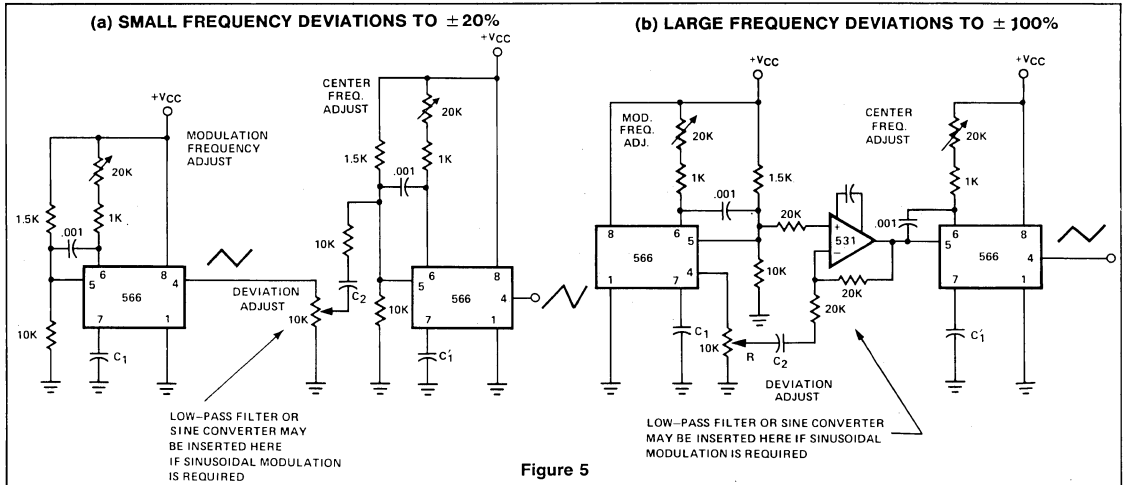 (a) SMALL FREQUENCY DEVIATIONS TO ± 20%
+VCC
CENTER
FREQ.
ADJUST
20K
1.5K
1K
.001
+VCC
MODULATION
FREQUENCY
ADJUST
20K
1.5K
1K
.001
10K
6
8
5
566
4
7
1
10K
C1
DEVIATION
ADJUST
10K
C2
10K
6
8
5
566
4
7
1
C'1
LOW-PASS FILTER OR
SINE CONVERTER MAY
BE INSERTED HERE
IF SINUSOIDAL MODULATION
IS REQUIRED
(b) LARGE FREQUENCY DEVIATIONS TO ± 100%
+VCC
MOD.
FREQ.
ADJ.
20K
1K
1.5K
.001
8
6
5
566
4
1
7
C1
10K
R
C2
10K
20K
+
531
−
20K
20K
DEVIATION
ADJUST
+VCC
CENTER
FREQ.
ADJUST
20K
1K
.001
6
8
5
566
4
7
1
C'1
LOW-PASS FILTER OR SINE CONVERTER
MAY BE INSERTED HERE IF SINUSOIDAL
MODULATION IS REQUIRED
Figure 5